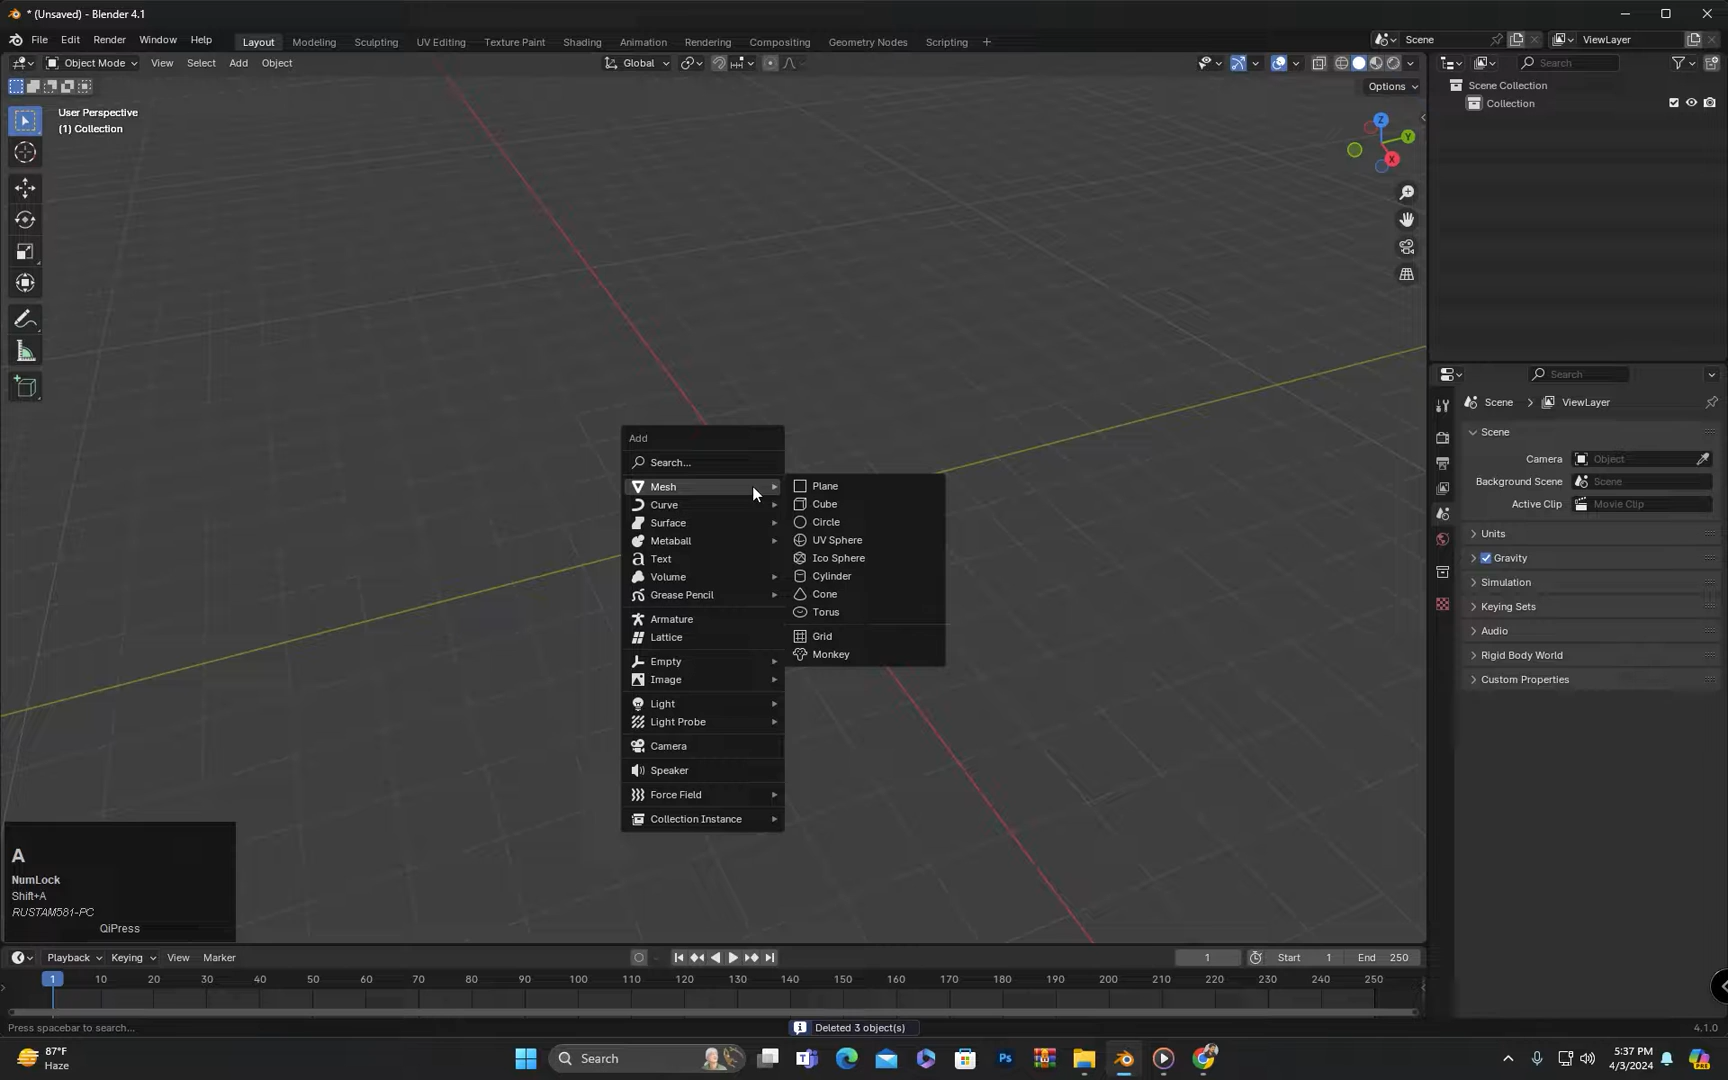 * (Unsaved) - Blender 4.1
File Edit Render Window Help Layout Modeling Sculpting UV Editing Texture Paint Shading Animation Rendering Compositing Geometry Nodes Scripting + Scene ViewLayer
Object Mode View Select Add Object Global Search
Options
User Perspective
(1) Collection
Scene Collection
Collection
Z
Y
X
Search
Scene > ViewLayer
Scene
Camera Object
Background Scene Scene
Active Clip Movie Clip
Units
Gravity
Simulation
Keying Sets
Audio
Rigid Body World
Custom Properties
Add
Search...
Mesh
Curve
Surface
Metaball
Text
Volume
Grease Pencil
Armature
Lattice
Empty
Image
Light
Light Probe
Camera
Speaker
Force Field
Collection Instance
Plane
Cube
Circle
UV Sphere
Ico Sphere
Cylinder
Cone
Torus
Grid
Monkey
A
NumLock
Shift+A
RUSTAM581-PC
QiPress
Playback Keying View Marker 1 Start 1 End 250
1 10 20 30 40 50 60 70 80 90 100 110 120 130 140 150 160 170 180 190 200 210 220 230 240 250
Press spacebar to search... Deleted 3 object(s) 4.1.0
87°F
Haze
Search
Ps
5:37 PM
4/3/2024
PRE